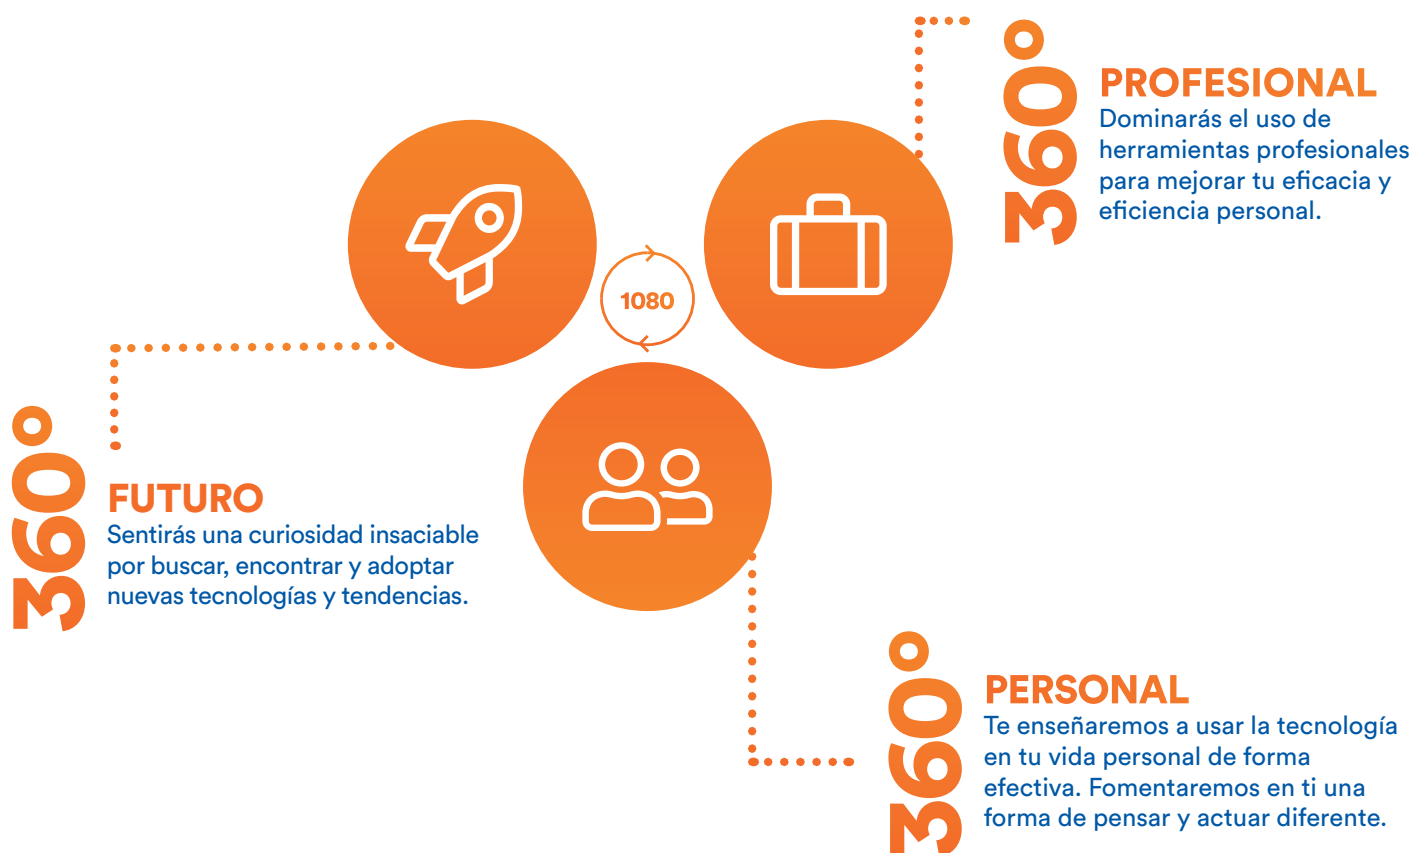 360°
PROFESIONAL
Dominarás el uso de
herramientas profesionales
para mejorar tu eficacia y
eficiencia personal.
1080
360°
FUTURO
Sentirás una curiosidad insaciable
por buscar, encontrar y adoptar
nuevas tecnologías y tendencias.
360°
PERSONAL
Te enseñaremos a usar la tecnología
en tu vida personal de forma
efectiva. Fomentaremos en ti una
forma de pensar y actuar diferente.